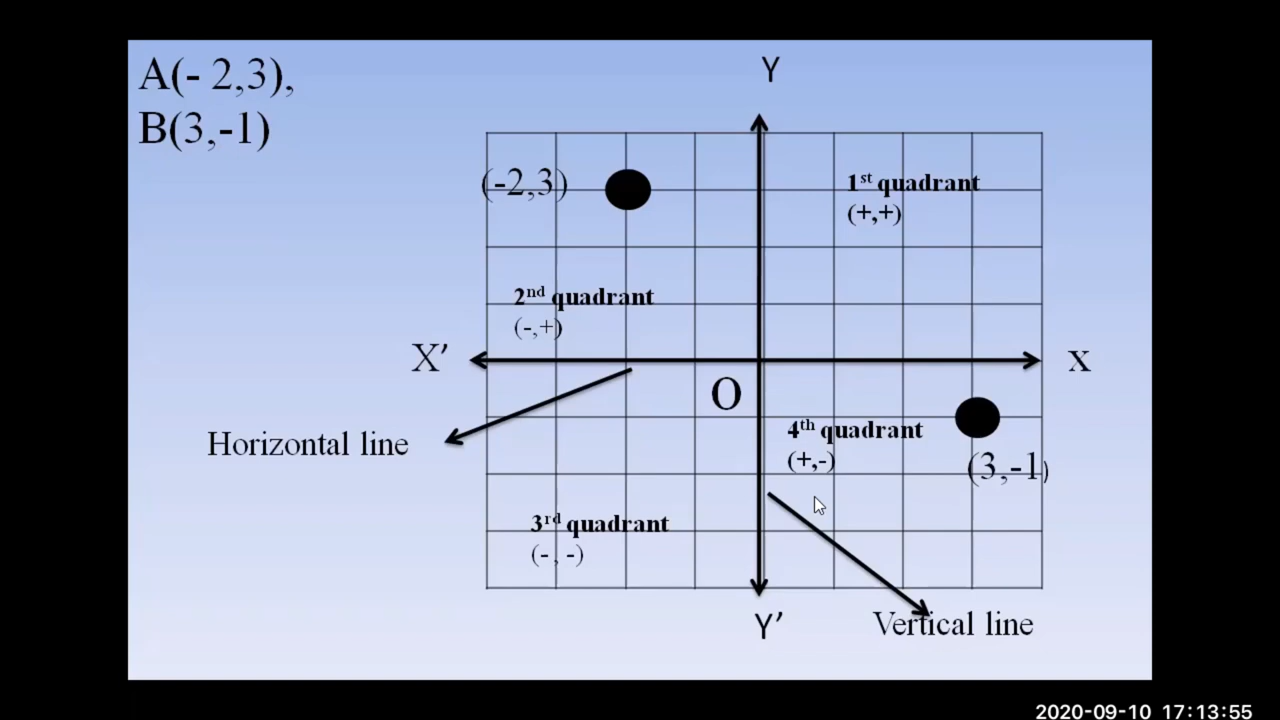 A(- 2,3),
B(3,-1)
Y
(-2,3)
1st quadrant
(+,+)
2nd quadrant
(-,+)
X’
X
O
4th quadrant
(+,-)
(3,-1)
Horizontal line
3rd quadrant
(-, -)
Y’
Vertical line
2020-09-10 17:13:55